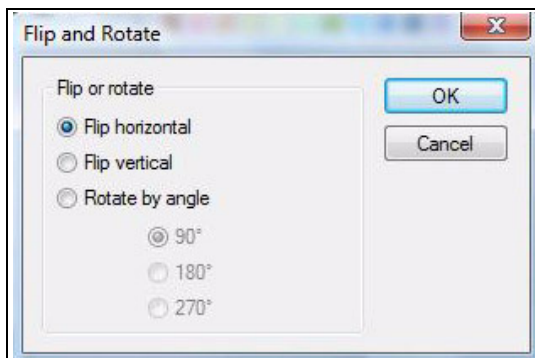 Flip and Rotate
Flip or rotate
Flip horizontal
Flip vertical
Rotate by angle
90°
180°
270°
OK
Cancel